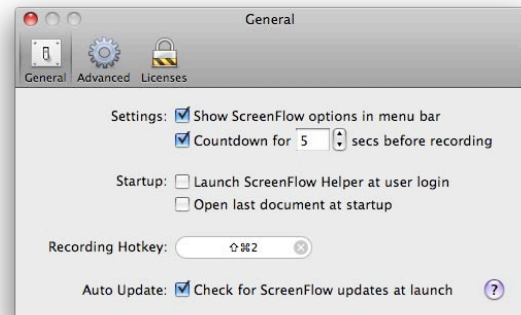 General
General Advanced Licenses
Settings: Show ScreenFlow options in menu bar
Countdown for 5 secs before recording
Startup: Launch ScreenFlow Helper at user login
Open last document at startup
Recording Hotkey: ⇧⌘2
Auto Update: Check for ScreenFlow updates at launch ?